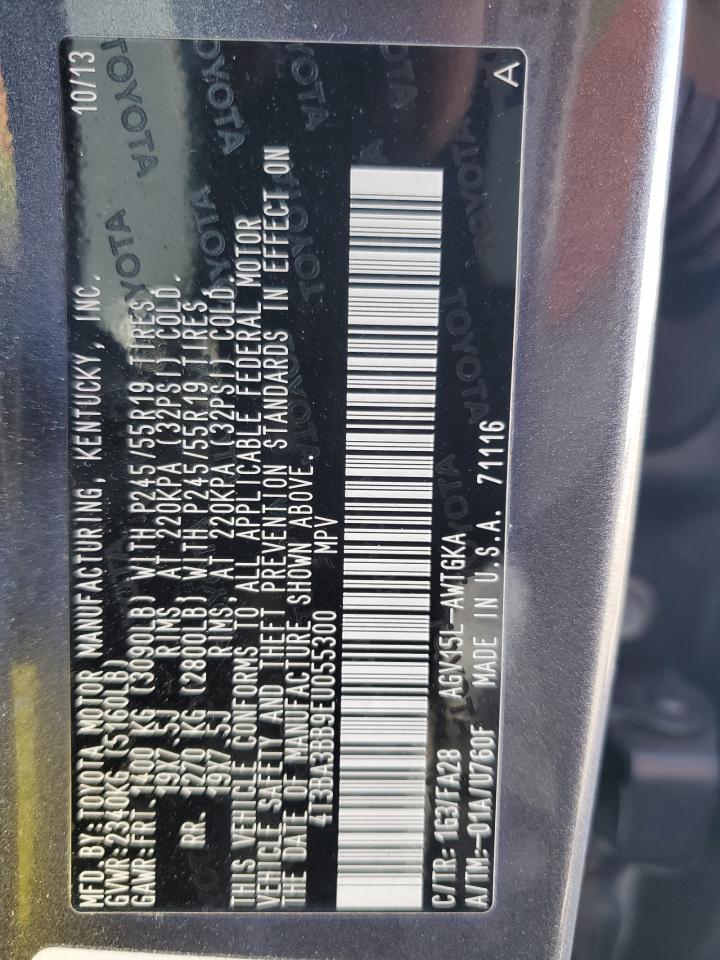 MFD.BY:TOYOTA MOTOR MANUFACTURING, KENTUCKY, INC. 10/13
GVWR:2340KG(5160LB)
GAWR:FRT. 1400 KG (3090LB) WITH P245/55R19 TIRES,
19X7.5J RIMS, AT 220KPA (32PSI) COLD.
RR. 1270 KG (2800LB) WITH P245/55R19 TIRES,
19X7.5J RIMS, AT 220KPA (32PSI) COLD.
THIS VEHICLE CONFORMS TO ALL APPLICABLE FEDERAL MOTOR
VEHICLE SAFETY AND THEFT PREVENTION STANDARDS IN EFFECT ON
THE DATE OF MANUFACTURE SHOWN ABOVE.
4T3BA3BB9EU055300 MPV
C/TR:1G3/FA28 AGV15L-AWTGKA
A/TM:-01A/U760F MADE IN U.S.A. 71116 A